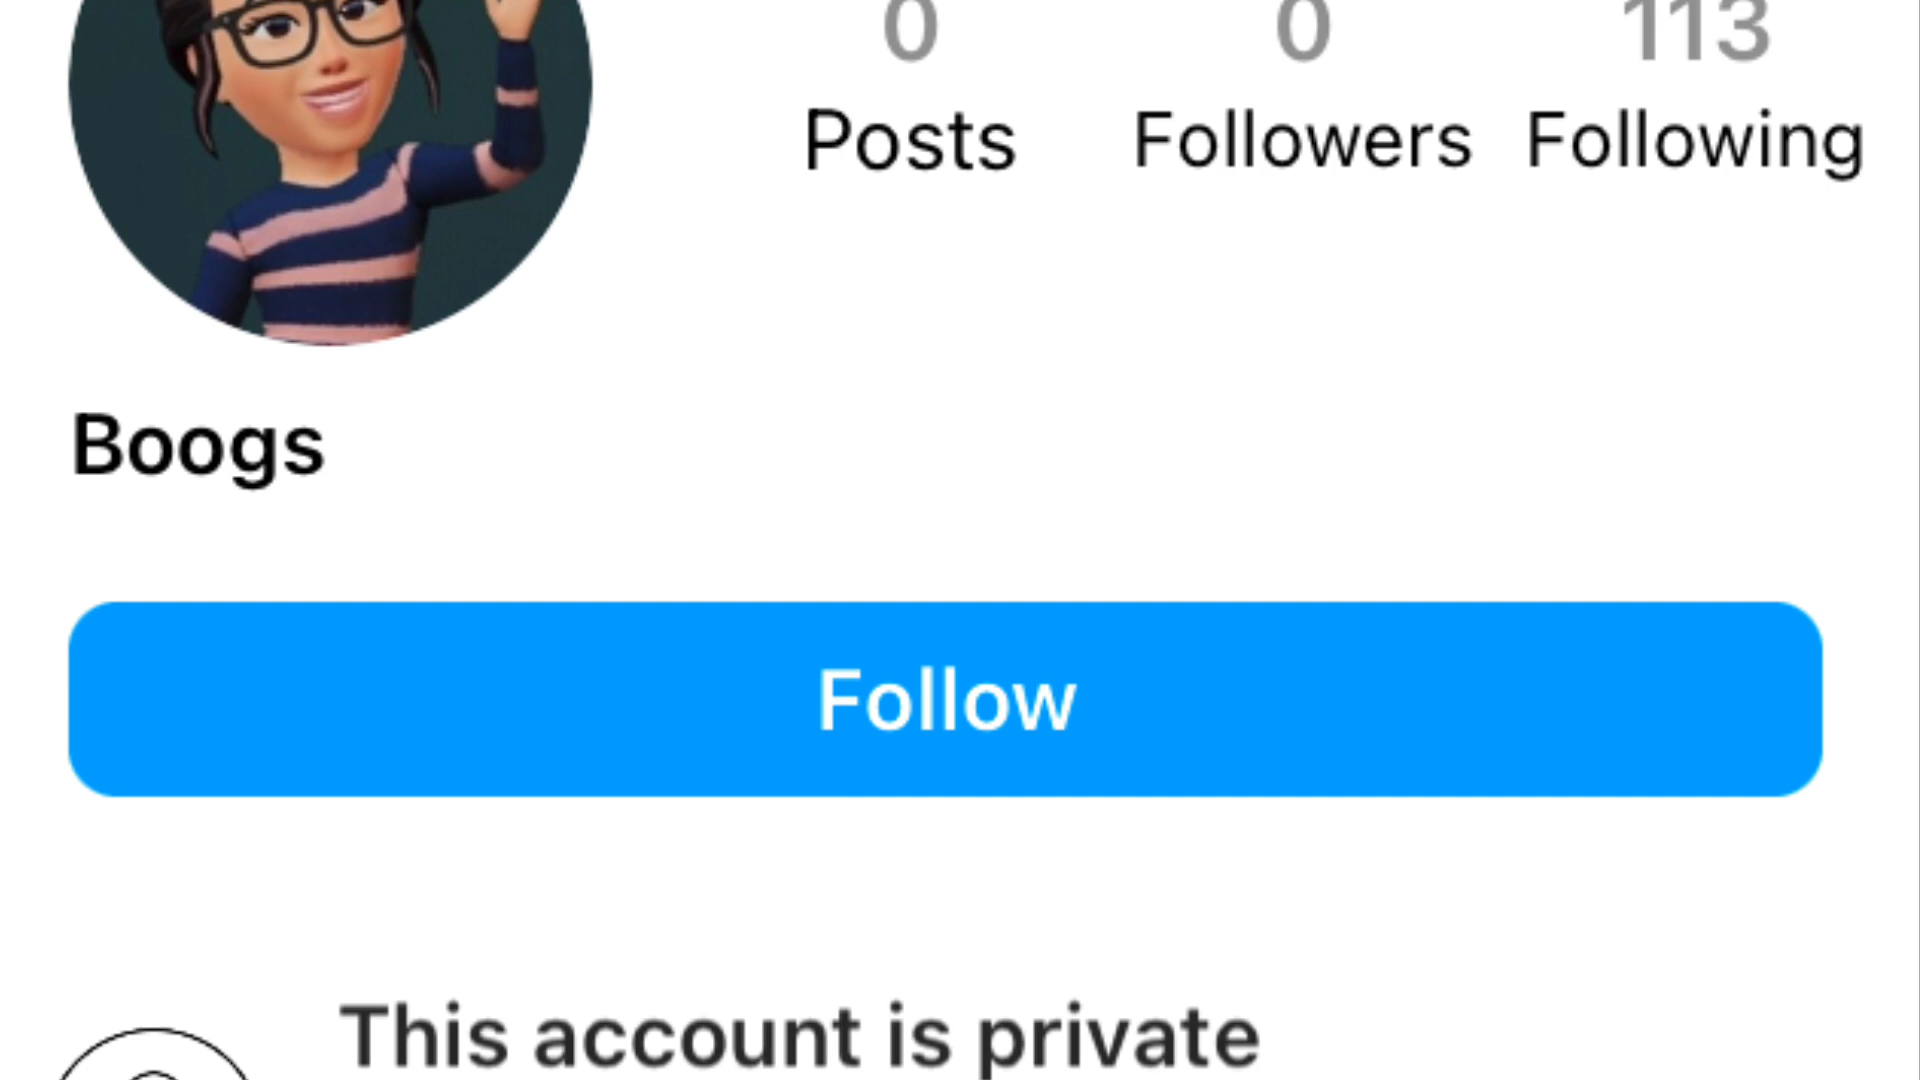 0 0 113
Posts Followers Following
Boogs
Follow
This account is private